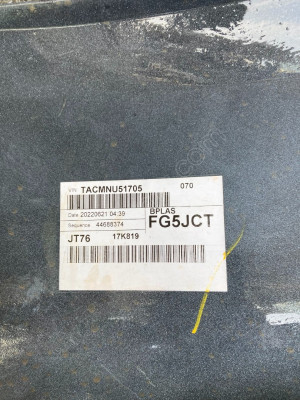 S/N TACMNU51705 070
Date 20220621 04:39 BPLAS
Sequence 44688374 FG5JCT
JT76 17K819